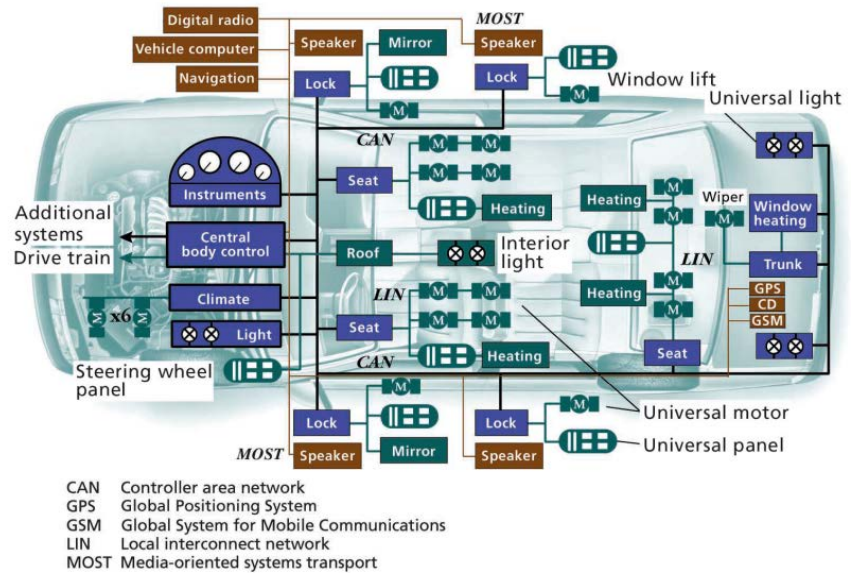 Digital radio
MOST
Vehicle computer
Speaker
Mirror
Speaker
Navigation
Lock
Lock
M
M
Window lift
Universal light
CAN
M M
Instruments
Seat
M M
M
Wiper
Heating
Heating
M
M
Window heating
Additional systems
Central body control
Interior light
Roof
Drive train
LIN
Trunk
LIN
M M
M
GPS
Climate
Heating
CD
M x6 M
M
GSM
Light
Seat
M M
Heating
Seat
CAN
Steering wheel panel
M
M
Universal motor
Lock
Lock
Universal panel
MOST
Speaker
Mirror
Speaker
CAN Controller area network
GPS Global Positioning System
GSM Global System for Mobile Communications
LIN Local interconnect network
MOST Media-oriented systems transport